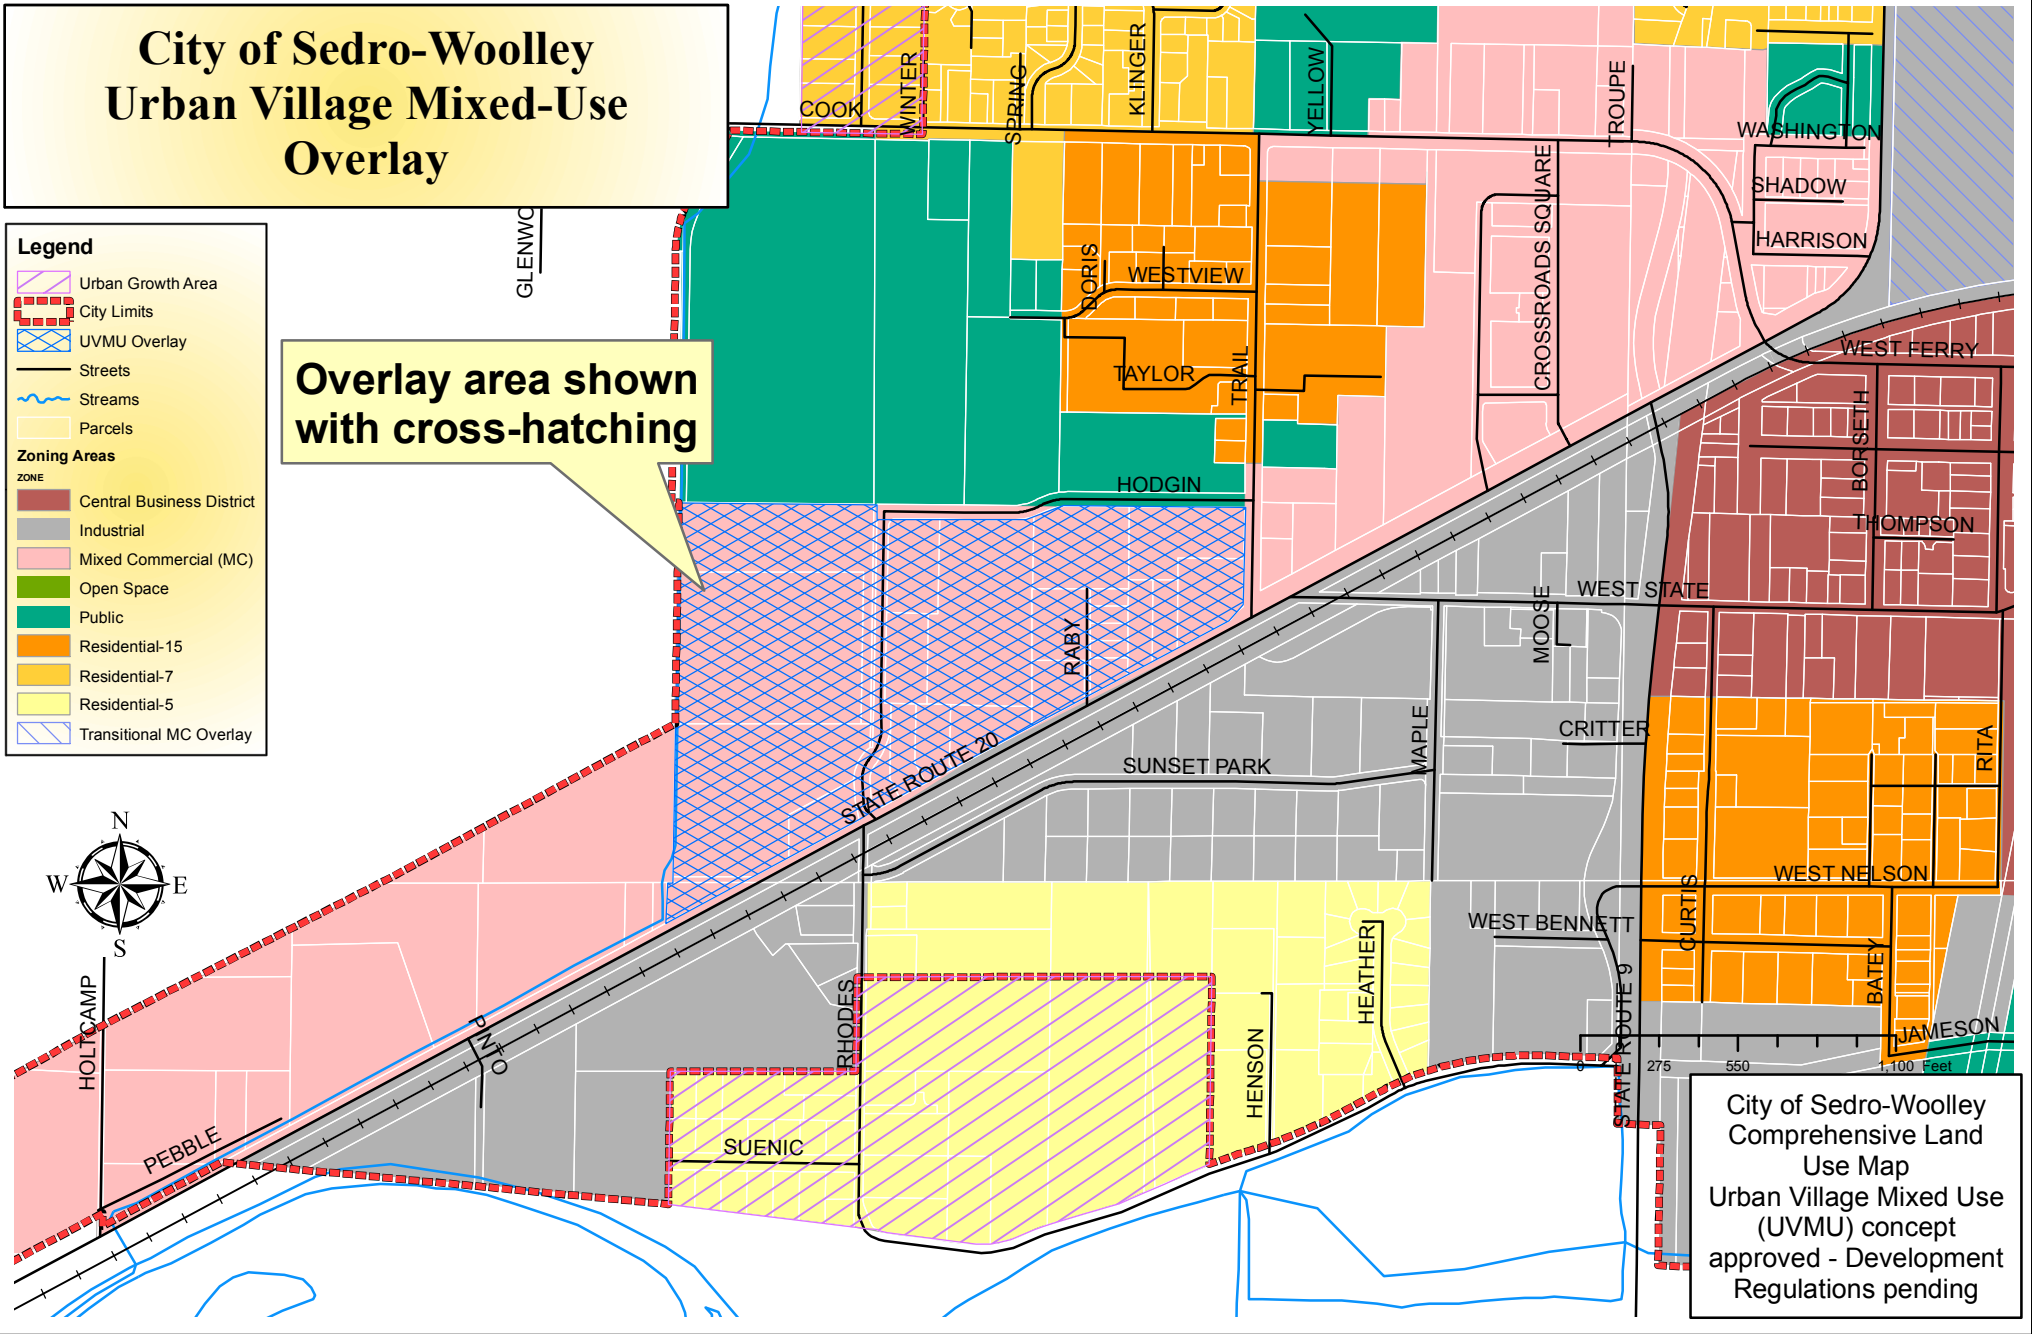 City of Sedro-Woolley
Urban Village Mixed-Use
Overlay
Legend
Urban Growth Area
City Limits
UVMU Overlay
Streets
Streams
Parcels
Zoning Areas
ZONE
Central Business District
Industrial
Mixed Commercial (MC)
Open Space
Public
Residential-15
Residential-7
Residential-5
Transitional MC Overlay
Overlay area shown
with cross-hatching
N
W
E
S
GLENWO
COOK
WINTER
SPRING
KLINGER
YELLOW
TROUPE
WASHINGTON
SHADOW
HARRISON
CROSSROADS SQUARE
DORIS
WESTVIEW
TAYLOR
TRAIL
HODGIN
WEST FERRY
BORSETH
THOMPSON
WEST STATE
MOOSE
RABY
STATE ROUTE 20
SUNSET PARK
MAPLE
CRITTER
RITA
WEST NELSON
CURTIS
WEST BENNETT
BATEY
JAMESON
STATE ROUTE 9
HEATHER
HENSON
RHODES
SUENIC
PINTO
HOLTCAMP
PEBBLE
0
275
550
1,100
Feet
City of Sedro-Woolley
Comprehensive Land
Use Map
Urban Village Mixed Use
(UVMU) concept
approved - Development
Regulations pending